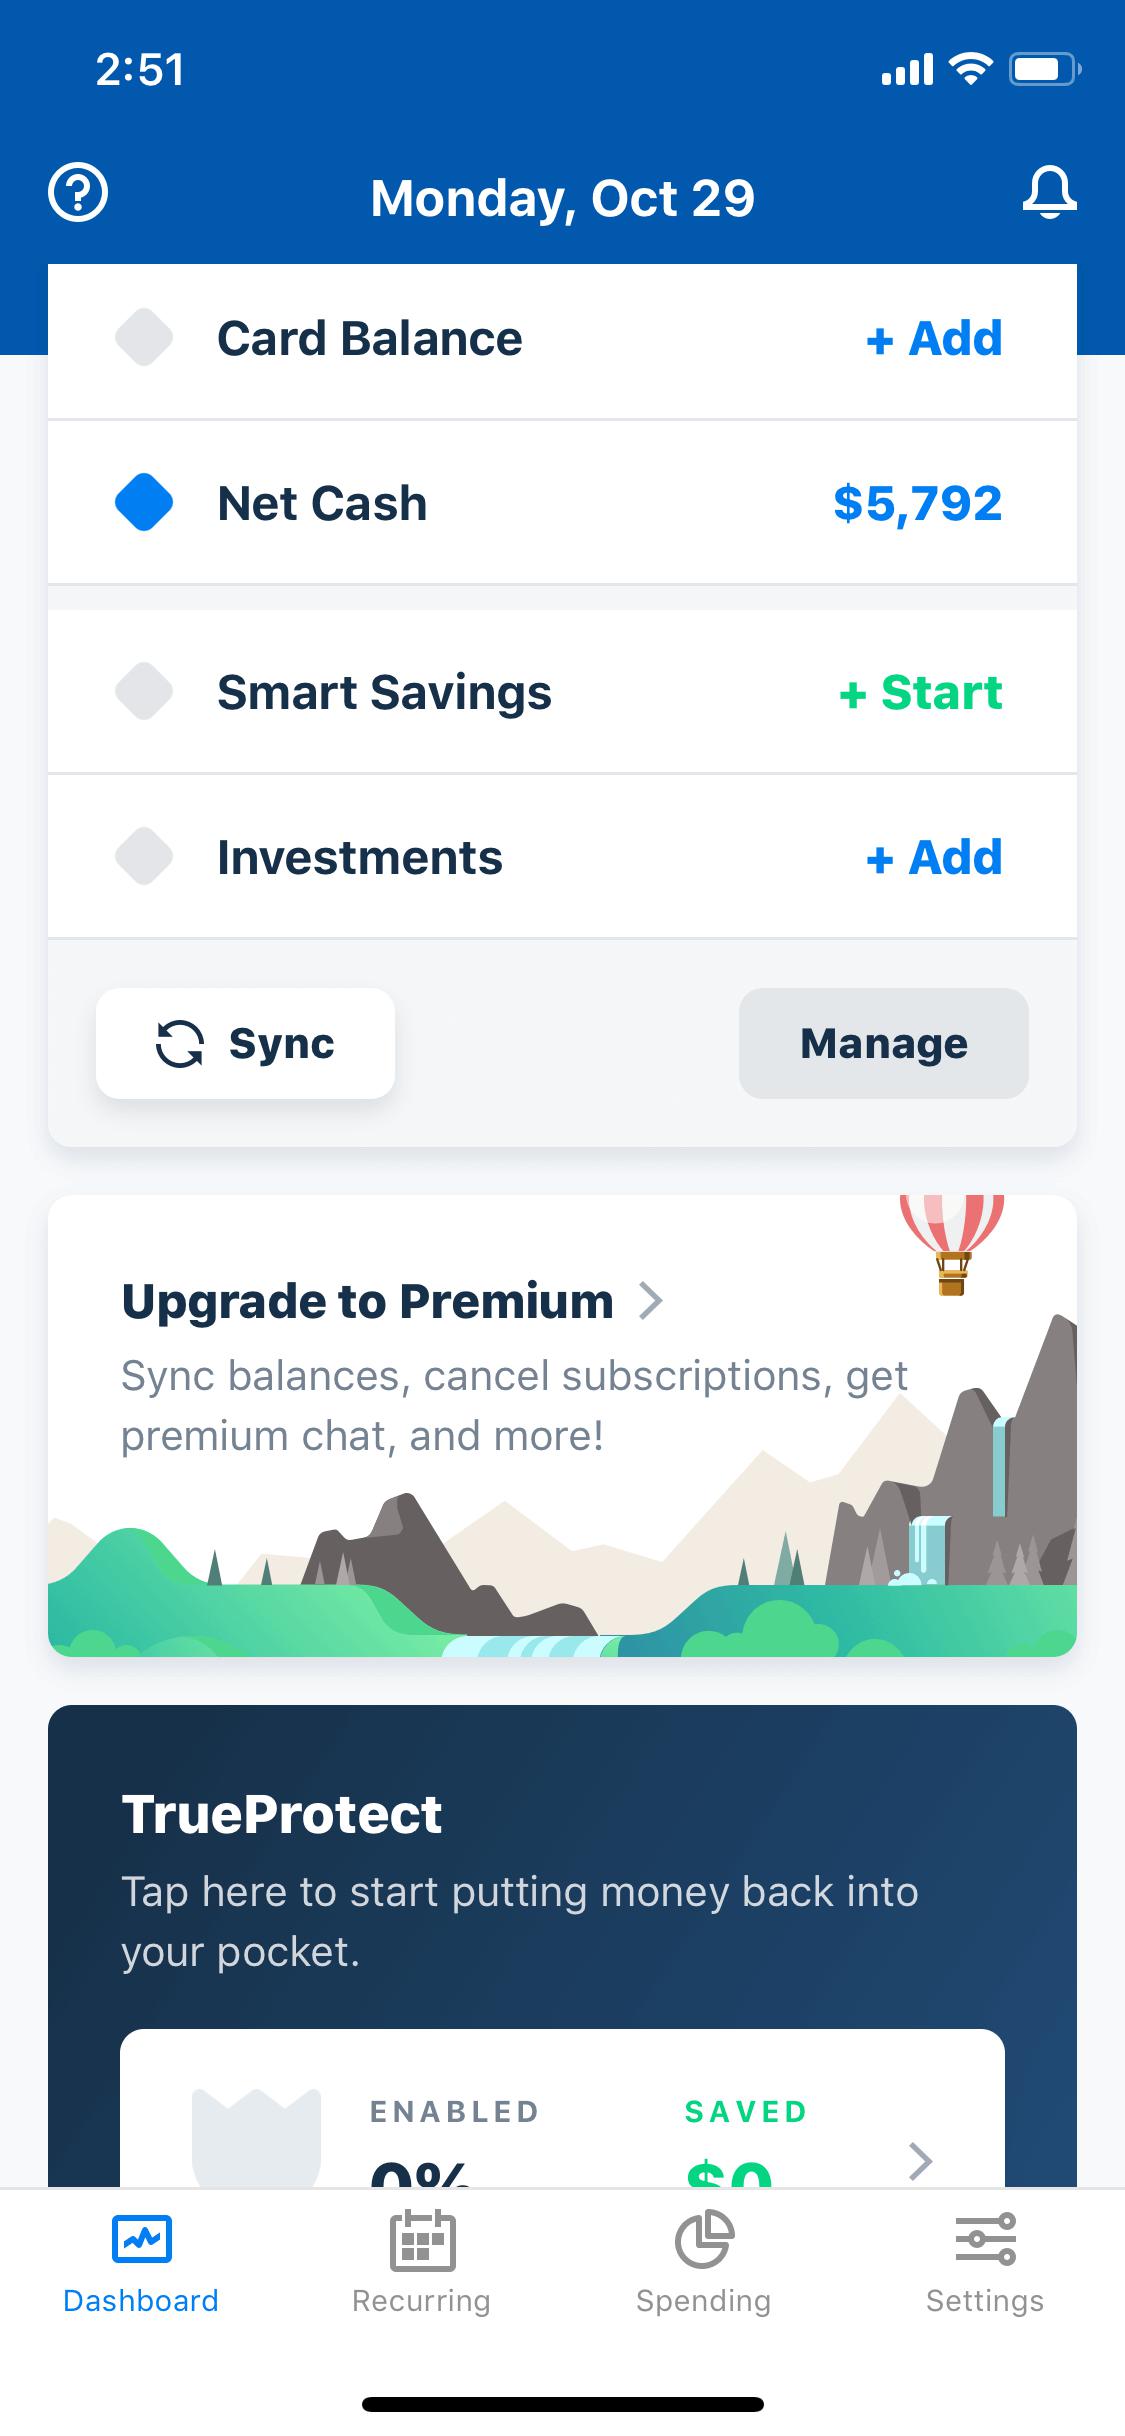 2:51
Monday, Oct 29
Card Balance + Add
Net Cash $5,792
Smart Savings + Start
Investments + Add
Sync Manage
Upgrade to Premium
Sync balances, cancel subscriptions, get
premium chat, and more!
TrueProtect
Tap here to start putting money back into
your pocket.
ENABLED SAVED
0% $0
Dashboard Recurring Spending Settings